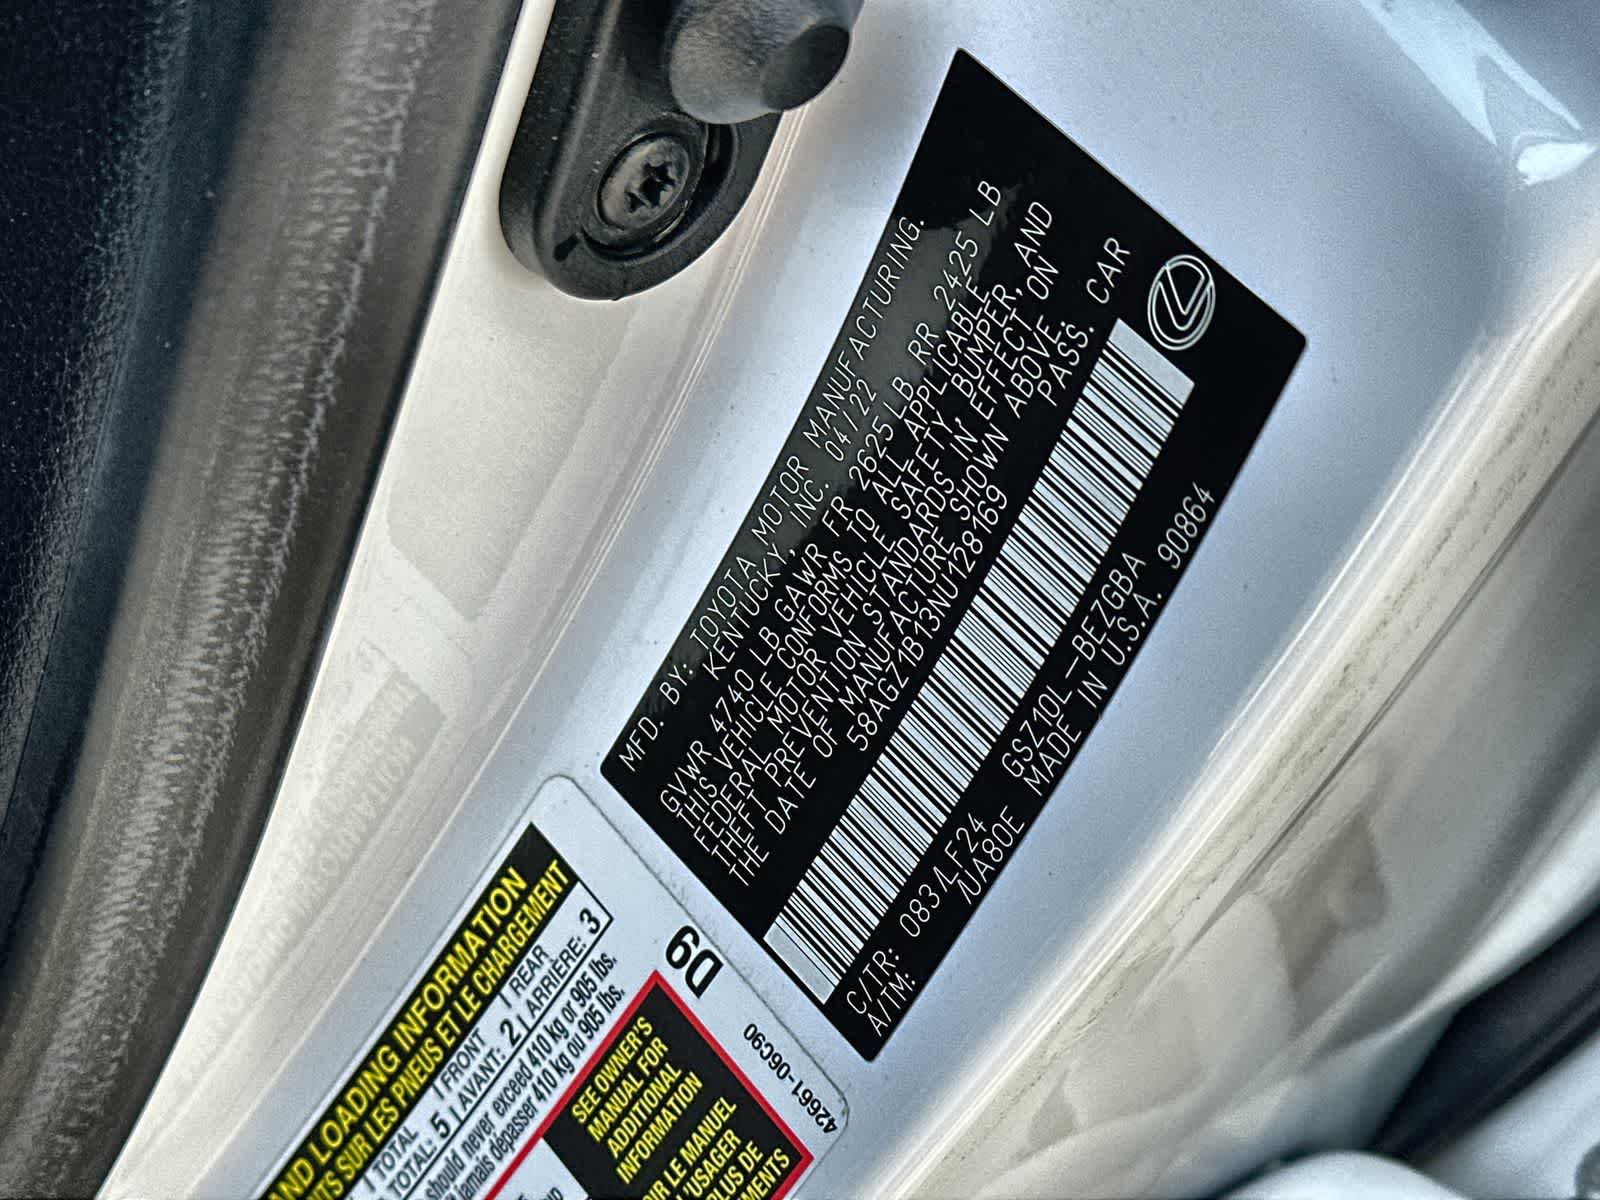 MFD. BY: TOYOTA MOTOR MANUFACTURING.
KENTUCKY, INC. 04/22
GVWR 4740 LB GAWR FR 2625 LB RR 2425 LB
THIS VEHICLE CONFORMS TO ALL APPLICABLE
FEDERAL MOTOR VEHICLE SAFETY, BUMPER, AND
THEFT PREVENTION STANDARDS IN EFFECT ON
THE DATE OF MANUFACTURE SHOWN ABOVE.
58AGZ1B13NU128169 PASS. CAR
C/TR: 083/LF24 GSZ10L-BEZGBA
A/TM: /UA80E MADE IN U.S.A. 90864
AND LOADING INFORMATION
SUR LES PNEUS ET LE CHARGEMENT
TOTAL FRONT REAR
TOTAL: 5 AVANT: 2 ARRIÈRE: 3
should never exceed 410 kg or 905 lbs.
jamais dépasser 410 kg ou 905 lbs.
SEE OWNER'S
MANUAL FOR
ADDITIONAL
INFORMATION
LE MANUEL
L'USAGER
PLUS DE
D9
42661-06C90